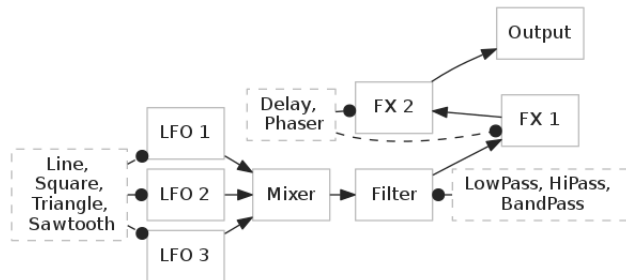 Output
Delay,
Phaser
FX 2
FX 1
LFO 1
Line,
Square,
Triangle,
Sawtooth
LFO 2
Mixer
Filter
LowPass, HiPass,
BandPass
LFO 3